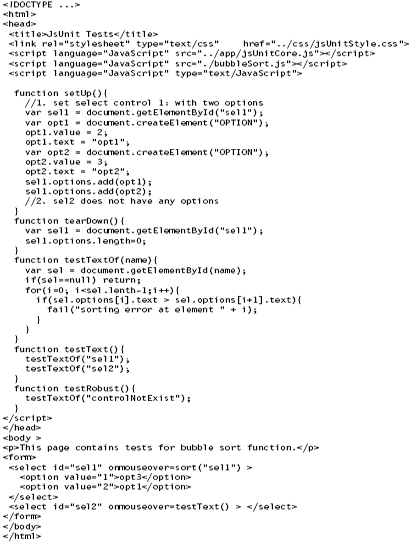 <!DOCTYPE ...>
<html>
<head>
<title>JsUnit Tests</title>
<link rel="stylesheet" type="text/css" href="../css/jsUnitStyle.css">
<script language="JavaScript" src="../app/jsUnitCore.js"></script>
<script language="JavaScript" src="./bubbleSort.js"></script>
<script language="JavaScript" type="text/JavaScript">
function setUp(){
//1. set select control 1: with two options
var sel1 = document.getElementById("sel1");
var opt1 = document.createElement("OPTION");
opt1.value = 2;
opt1.text = "opt1";
var opt2 = document.createElement("OPTION");
opt2.value = 3;
opt2.text = "opt2";
sel1.options.add(opt1);
sel1.options.add(opt2);
//2. sel2 does not have any options
}
function tearDown(){
var sel1 = document.getElementById("sel1");
sel1.options.length=0;
}
function testTextOf(name){
var sel = document.getElementById(name);
if(sel==null) return;
for(i=0; i<sel.lenth-1;i++){
if(sel.options[i].text > sel.options[i+1].text){
fail("sorting error at element " + i);
}
}
}
function testText(){
testTextOf("sel1");
testTextOf("sel2");
}
function testRobust(){
testTextOf("controlNotExist");
}
</script>
</head>
<body >
<p>This page contains tests for bubble sort function.</p>
<form>
<select id="sel1" onmouseover=sort("sel1") >
<option value="1">opt3</option>
<option value="2">opt1</option>
</select>
<select id="sel2" onmouseover=testText() > </select>
</form>
</body>
</html>